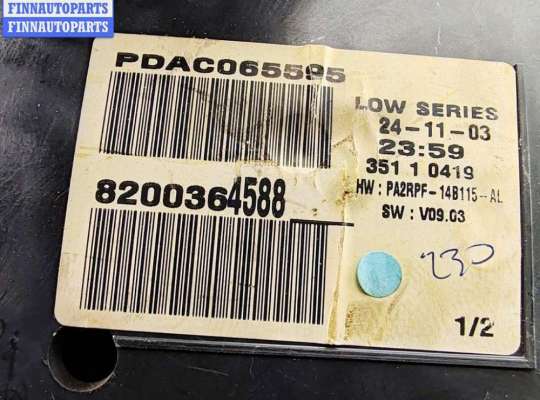 FINNAUTOPARTS
FINNAUTOPARTS
PDAC065595
8200364588
LOW SERIES
24-11-03
23:59
351 1 0419
HW : PA2RPF-14B115-AL
SW : V09.03
230
1/2